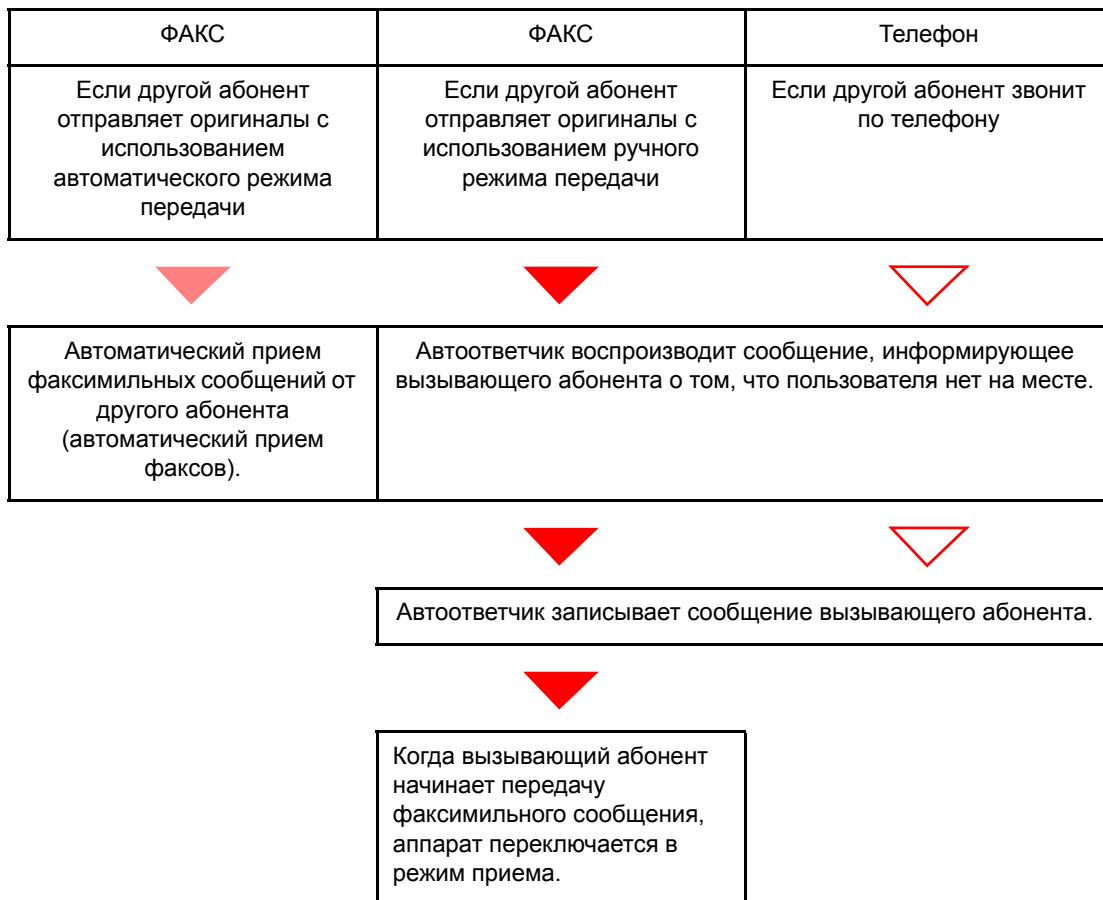 ФАКС
ФАКС
Телефон
Если другой абонент
отправляет оригиналы с
использованием
автоматического режима
передачи
Если другой абонент
отправляет оригиналы с
использованием ручного
режима передачи
Если другой абонент звонит
по телефону
Автоматический прием
факсимильных сообщений от
другого абонента
(автоматический прием
факсов).
Автоответчик воспроизводит сообщение, информирующее
вызывающего абонента о том, что пользователя нет на месте.
Автоответчик записывает сообщение вызывающего абонента.
Когда вызывающий абонент
начинает передачу
факсимильного сообщения,
аппарат переключается в
режим приема.